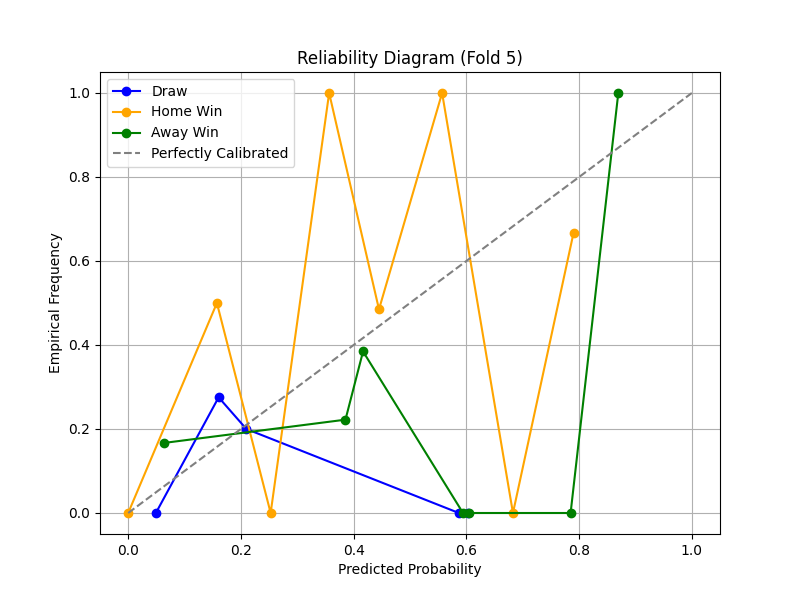 Reliability Diagram (Fold 5)
Draw
Home Win
Away Win
Perfectly Calibrated
Empirical Frequency
1.0
0.8
0.6
0.4
0.2
0.0
0.0 0.2 0.4 0.6 0.8 1.0
Predicted Probability